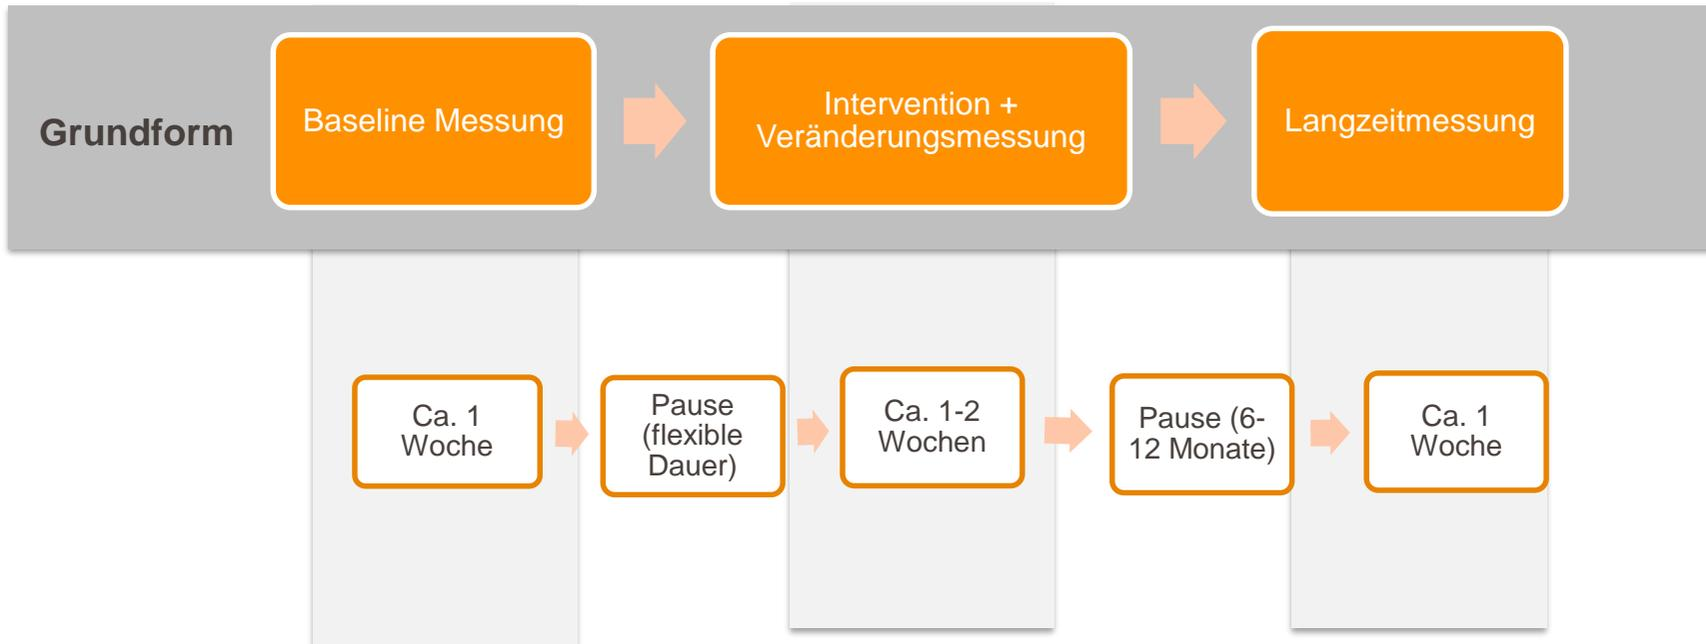 Grundform
Baseline Messung
Intervention +
Veränderungsmessung
Langzeitmessung
Ca. 1
Woche
Pause
(flexible
Dauer)
Ca. 1-2
Wochen
Pause (6-
12 Monate)
Ca. 1
Woche